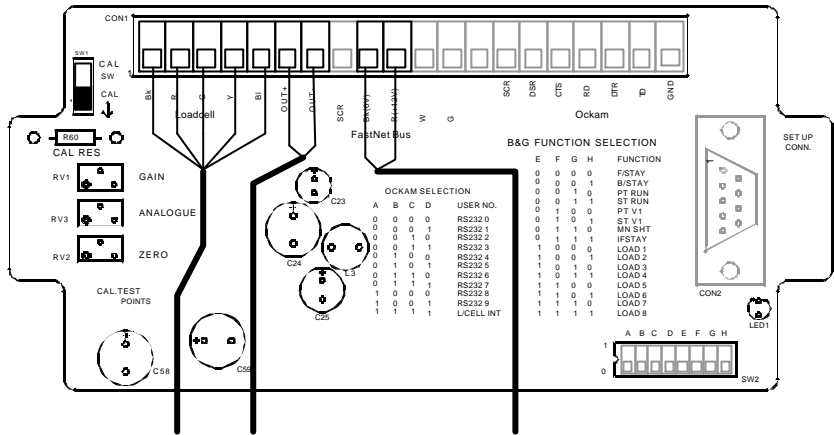 CON1
SW1
CAL
SW
CAL
1
Bk
R
G
Y
Bl
OUT+
OUT-
SCR
Bk(0V)
R(+12V)
W
G
SCR
DSR
CTS
RD
DTR
TD
GND
Loadcell
FastNet Bus
Ockam
R60
CAL RES
RV1
GAIN
RV3
ANALOGUE
RV2
ZERO
CAL.TEST
POINTS
C58
C59
C23
C24
L3
C25
OCKAM SELECTION
A B C D USER NO.
0 0 0 0 RS232 0
0 0 0 1 RS232 1
0 0 1 0 RS232 2
0 0 1 1 RS232 3
0 1 0 0 RS232 4
0 1 0 1 RS232 5
0 1 1 0 RS232 6
0 1 1 1 RS232 7
1 0 0 0 RS232 8
1 0 0 1 RS232 9
1 1 1 1 L/CELL INT
B&G FUNCTION SELECTION
E F G H FUNCTION
0 0 0 0 F/STAY
0 0 0 1 B/STAY
0 0 1 0 PT RUN
0 0 1 1 ST RUN
0 1 0 0 PT V1
0 1 0 1 ST V1
0 1 1 0 MN SHT
0 1 1 1 IFSTAY
1 0 0 0 LOAD 1
1 0 0 1 LOAD 2
1 0 1 0 LOAD 3
1 0 1 1 LOAD 4
1 1 0 0 LOAD 5
1 1 0 1 LOAD 6
1 1 1 0 LOAD 7
1 1 1 1 LOAD 8
1
SET UP
CONN.
CON2
LED1
A B C D E F G H
1
0
SW2